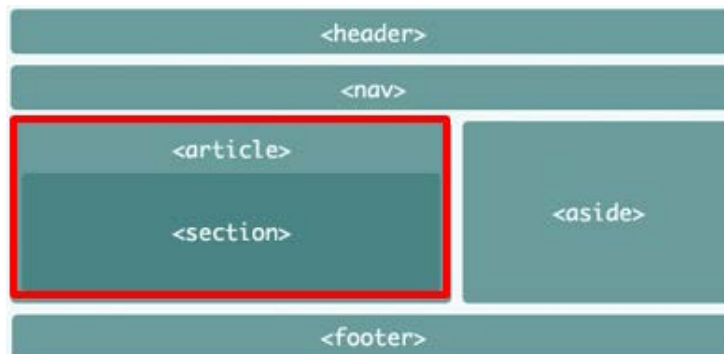 <header>
<nav>
<article>
<section>
<aside>
<footer>